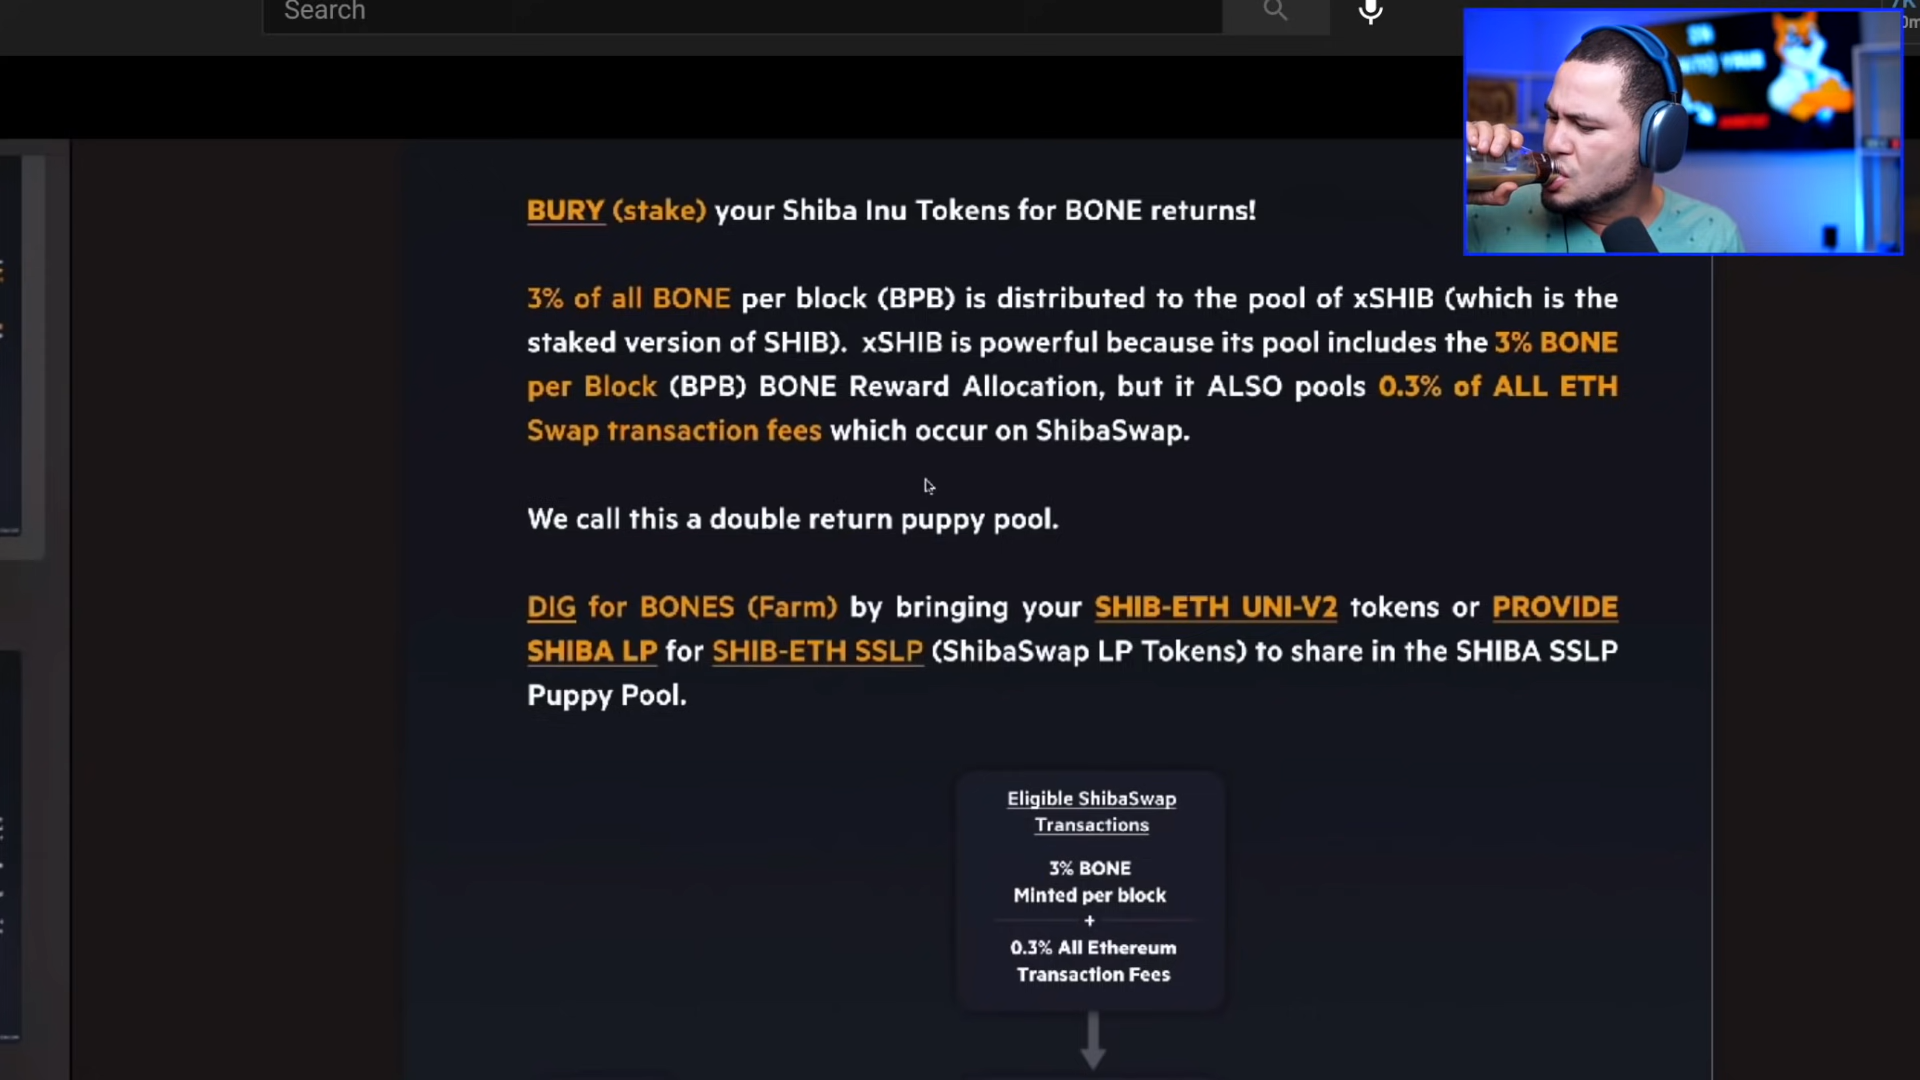 Search
BURY (stake) your Shiba Inu Tokens for BONE returns!
3% of all BONE per block (BPB) is distributed to the pool of xSHIB (which is the
staked version of SHIB). xSHIB is powerful because its pool includes the 3% BONE
per Block (BPB) BONE Reward Allocation, but it ALSO pools 0.3% of ALL ETH
Swap transaction fees which occur on ShibaSwap.
We call this a double return puppy pool.
DIG for BONES (Farm) by bringing your SHIB-ETH UNI-V2 tokens or PROVIDE
SHIBA LP for SHIB-ETH SSLP (ShibaSwap LP Tokens) to share in the SHIBA SSLP
Puppy Pool.
Eligible ShibaSwap
Transactions
3% BONE
Minted per block
+
0.3% All Ethereum
Transaction Fees